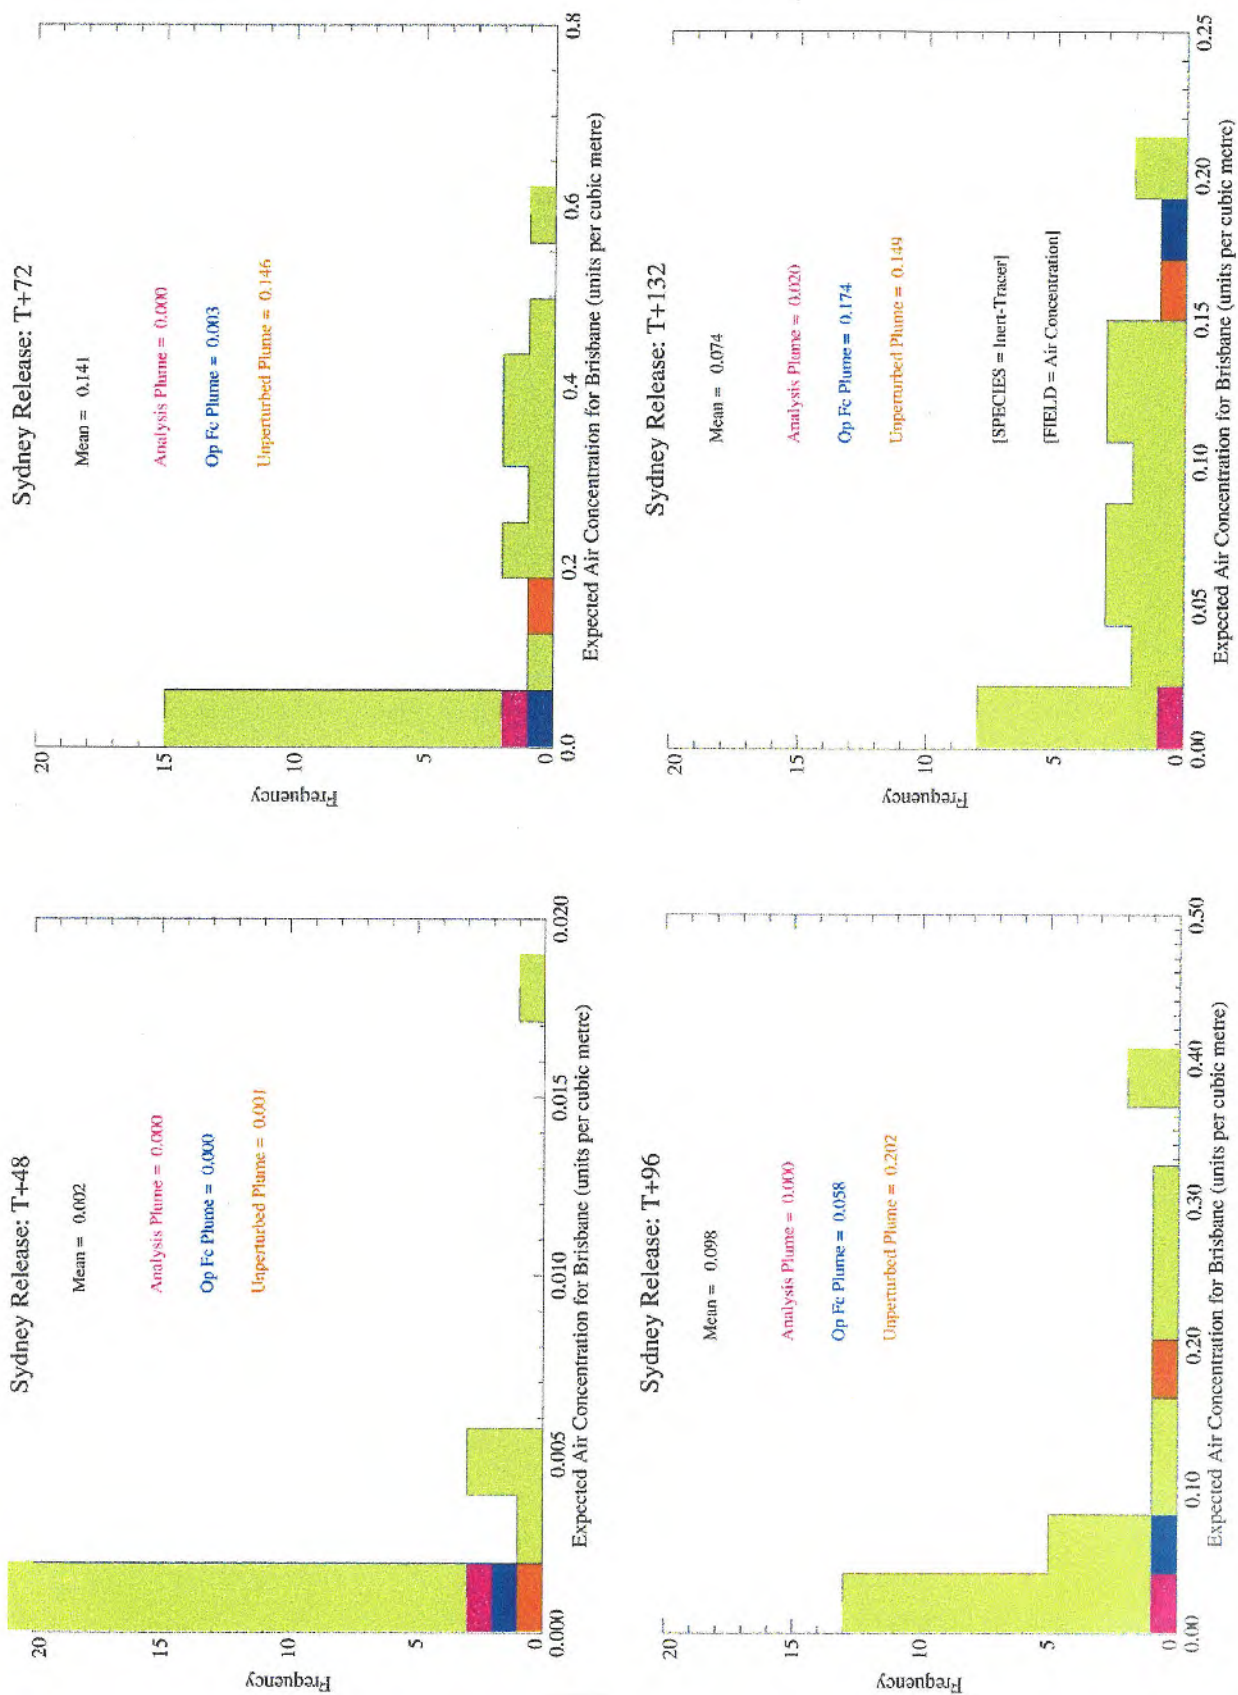 Sydney Release: T+48
Mean = 0.002
Analysis Plume = 0.000
Op Fc Plume = 0.000
Unperturbed Plume = 0.001
Frequency
20
15
10
5
0
0.000
0.005
0.010
0.015
0.020
Expected Air Concentration for Brisbane (units per cubic metre)
Sydney Release: T+72
Mean = 0.141
Analysis Plume = 0.000
Op Fc Plume = 0.003
Unperturbed Plume = 0.146
Frequency
20
15
10
5
0
0.0
0.2
0.4
0.6
0.8
Expected Air Concentration for Brisbane (units per cubic metre)
Sydney Release: T+96
Mean = 0.098
Analysis Plume = 0.000
Op Fc Plume = 0.058
Unperturbed Plume = 0.202
Frequency
20
15
10
5
0
0.00
0.10
0.20
0.30
0.40
0.50
Expected Air Concentration for Brisbane (units per cubic metre)
Sydney Release: T+132
Mean = 0.074
Analysis Plume = 0.020
Op Fc Plume = 0.174
Unperturbed Plume = 0.149
[SPECIES = Inert-Tracer]
[FIELD = Air Concentration]
Frequency
20
15
10
5
0
0.00
0.05
0.10
0.15
0.20
0.25
Expected Air Concentration for Brisbane (units per cubic metre)